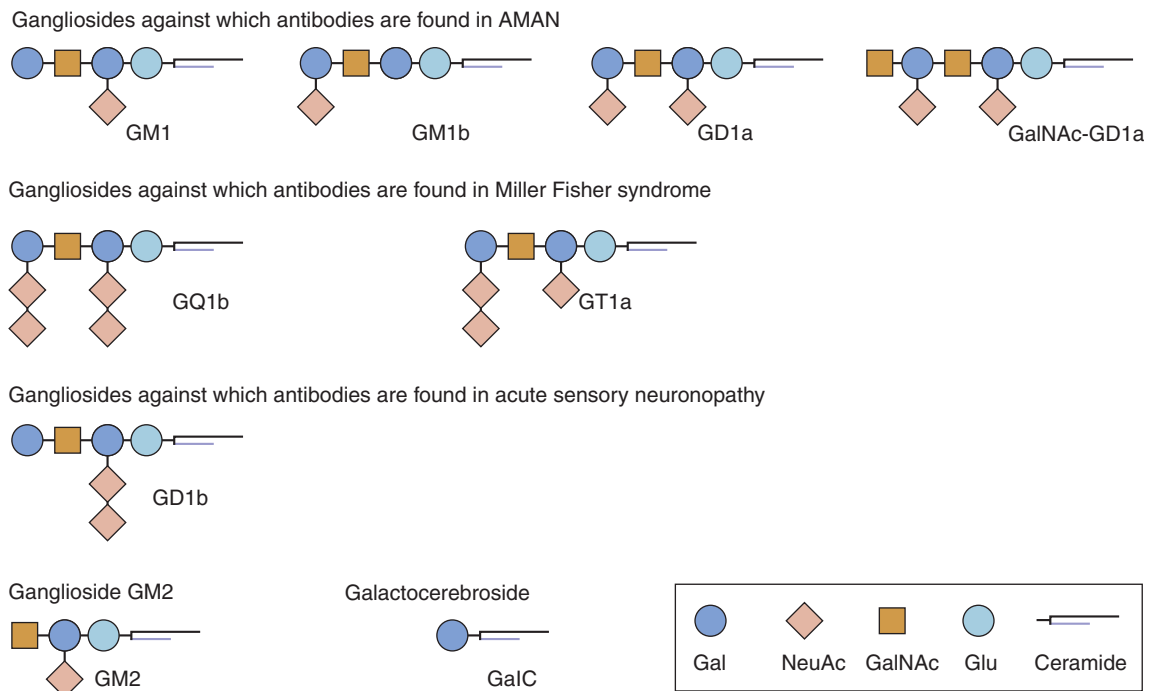 Gangliosides against which antibodies are found in AMAN
GM1
GM1b
GD1a
GalNAc-GD1a
Gangliosides against which antibodies are found in Miller Fisher syndrome
GQ1b
GT1a
Gangliosides against which antibodies are found in acute sensory neuronopathy
GD1b
Ganglioside GM2
Galactocerebroside
GM2
GalC
Gal
NeuAc
GalNAc
Glu
Ceramide